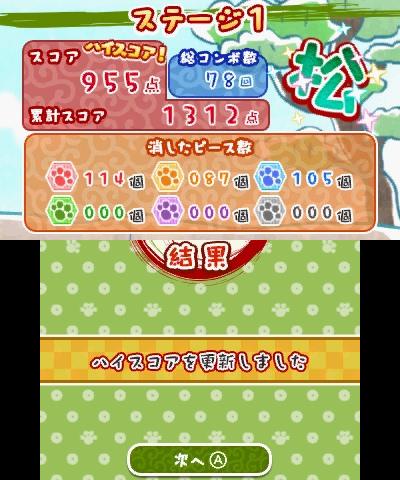 ステージ1
スコア ハイスコア!
955点
総コンボ数
78回
松
累計スコア 1312点
消したピース数
114個 087個 105個
000個 000個 000個
結果
ハイスコアを更新しました
次へ Ⓐ